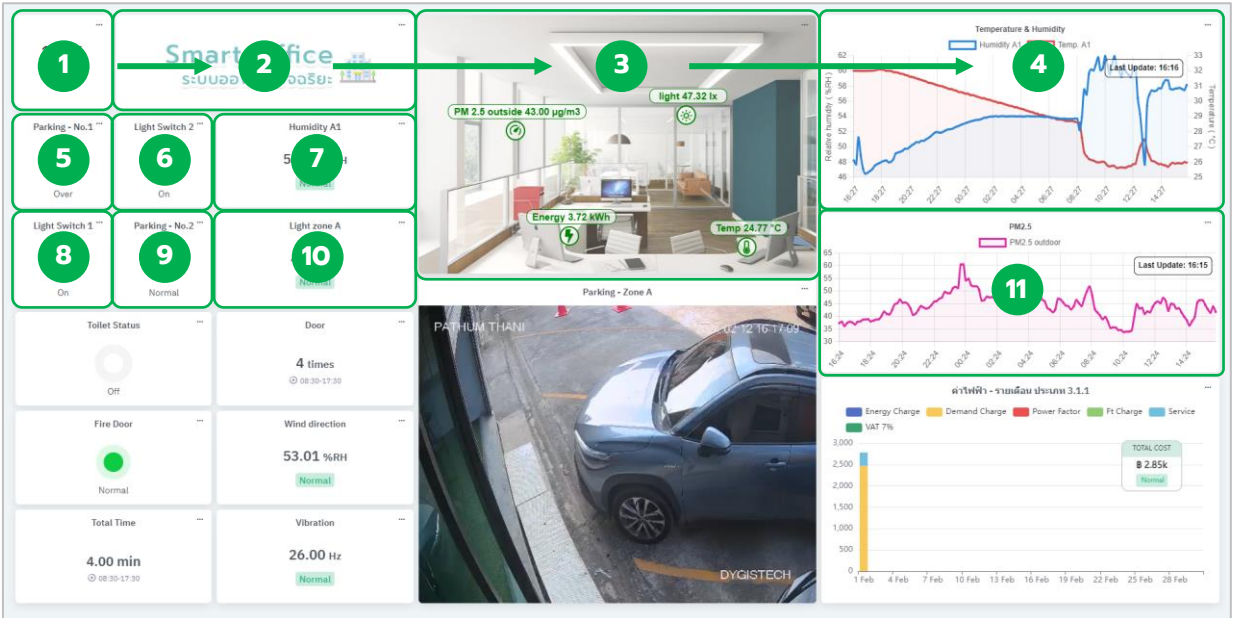 1
2
3
4
5
6
7
8
9
10
11
Smart Office
PM 2.5 outside 43.00 μg/m3
light 47.32 lx
Energy 3.72 kWh
Temp 24.77 °C
Temperature & Humidity
Humidity A1
Temp. A1
Last Update: 16:16
Relative humidity (%RH)
Temperature ( °C)
62
60
58
56
54
52
50
48
46
33
32
31
30
29
28
27
26
25
16:27
18:27
20:27
22:27
00:27
02:27
04:27
06:27
08:27
10:27
12:27
14:27
Parking - No.1
Over
Light Switch 2
On
Humidity A1
Normal
Light Switch 1
On
Parking - No.2
Normal
Light zone A
Normal
PM2.5
PM2.5 outdoor
Last Update: 16:15
65
60
55
50
45
40
35
30
16:24
18:24
20:24
22:24
00:24
02:24
04:24
06:24
08:24
10:24
12:24
14:24
Toilet Status
Off
Door
4 times
08:30-17:30
Fire Door
Normal
Wind direction
53.01 %RH
Normal
Total Time
4.00 min
08:30-17:30
Vibration
26.00 Hz
Normal
Parking - Zone A
PATHUM THANI
16:17:09
DYGISTECH
ค่าไฟฟ้า - รายเดือน ประเภท 3.1.1
Energy Charge
Demand Charge
Power Factor
Ft Charge
Service
VAT 7%
TOTAL COST
฿ 2.85k
Normal
3,000
2,500
2,000
1,500
1,000
500
0
1 Feb
4 Feb
7 Feb
10 Feb
13 Feb
16 Feb
19 Feb
22 Feb
25 Feb
28 Feb